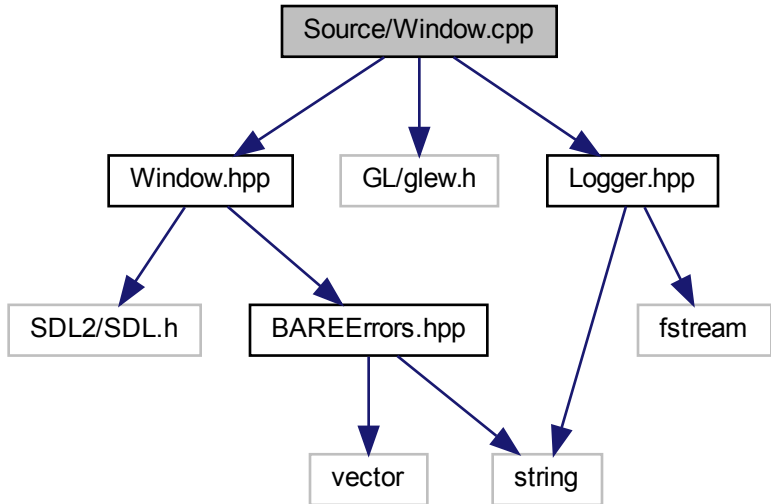 Source/Window.cpp
Window.hpp
GL/glew.h
Logger.hpp
SDL2/SDL.h
BAREErrors.hpp
fstream
vector
string